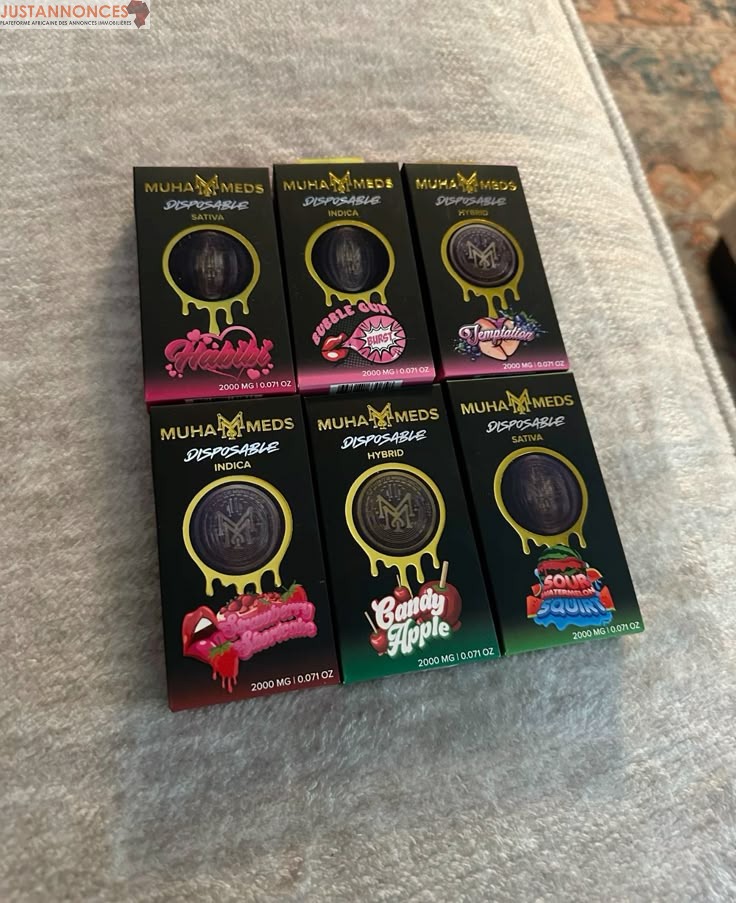 JUSTANNONCES
PLATEFORME AFRICAINE DES ANNONCES IMMOBILIÈRES
MUHA MEDS
DISPOSABLE
SATIVA
Habibi
2000 MG | 0.071 OZ
MUHA MEDS
DISPOSABLE
INDICA
BUBBLE GUM
BURST
2000 MG | 0.071 OZ
MUHA MEDS
DISPOSABLE
HYBRID
Temptation
2000 MG | 0.071 OZ
MUHA MEDS
DISPOSABLE
INDICA
2000 MG | 0.071 OZ
MUHA MEDS
DISPOSABLE
HYBRID
Candy
Apple
2000 MG | 0.071 OZ
MUHA MEDS
DISPOSABLE
SATIVA
SOUR
WATERMELON
SQUIRT
2000 MG | 0.071 OZ